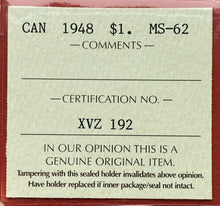 CAN 1948 $1. MS-62
COMMENTS
CERTIFICATION NO.
XVZ 192
IN OUR OPINION THIS IS A
GENUINE ORIGINAL ITEM.
Tampering with this sealed holder invalidates above opinion.
Have holder replaced if inner package/seal not intact.